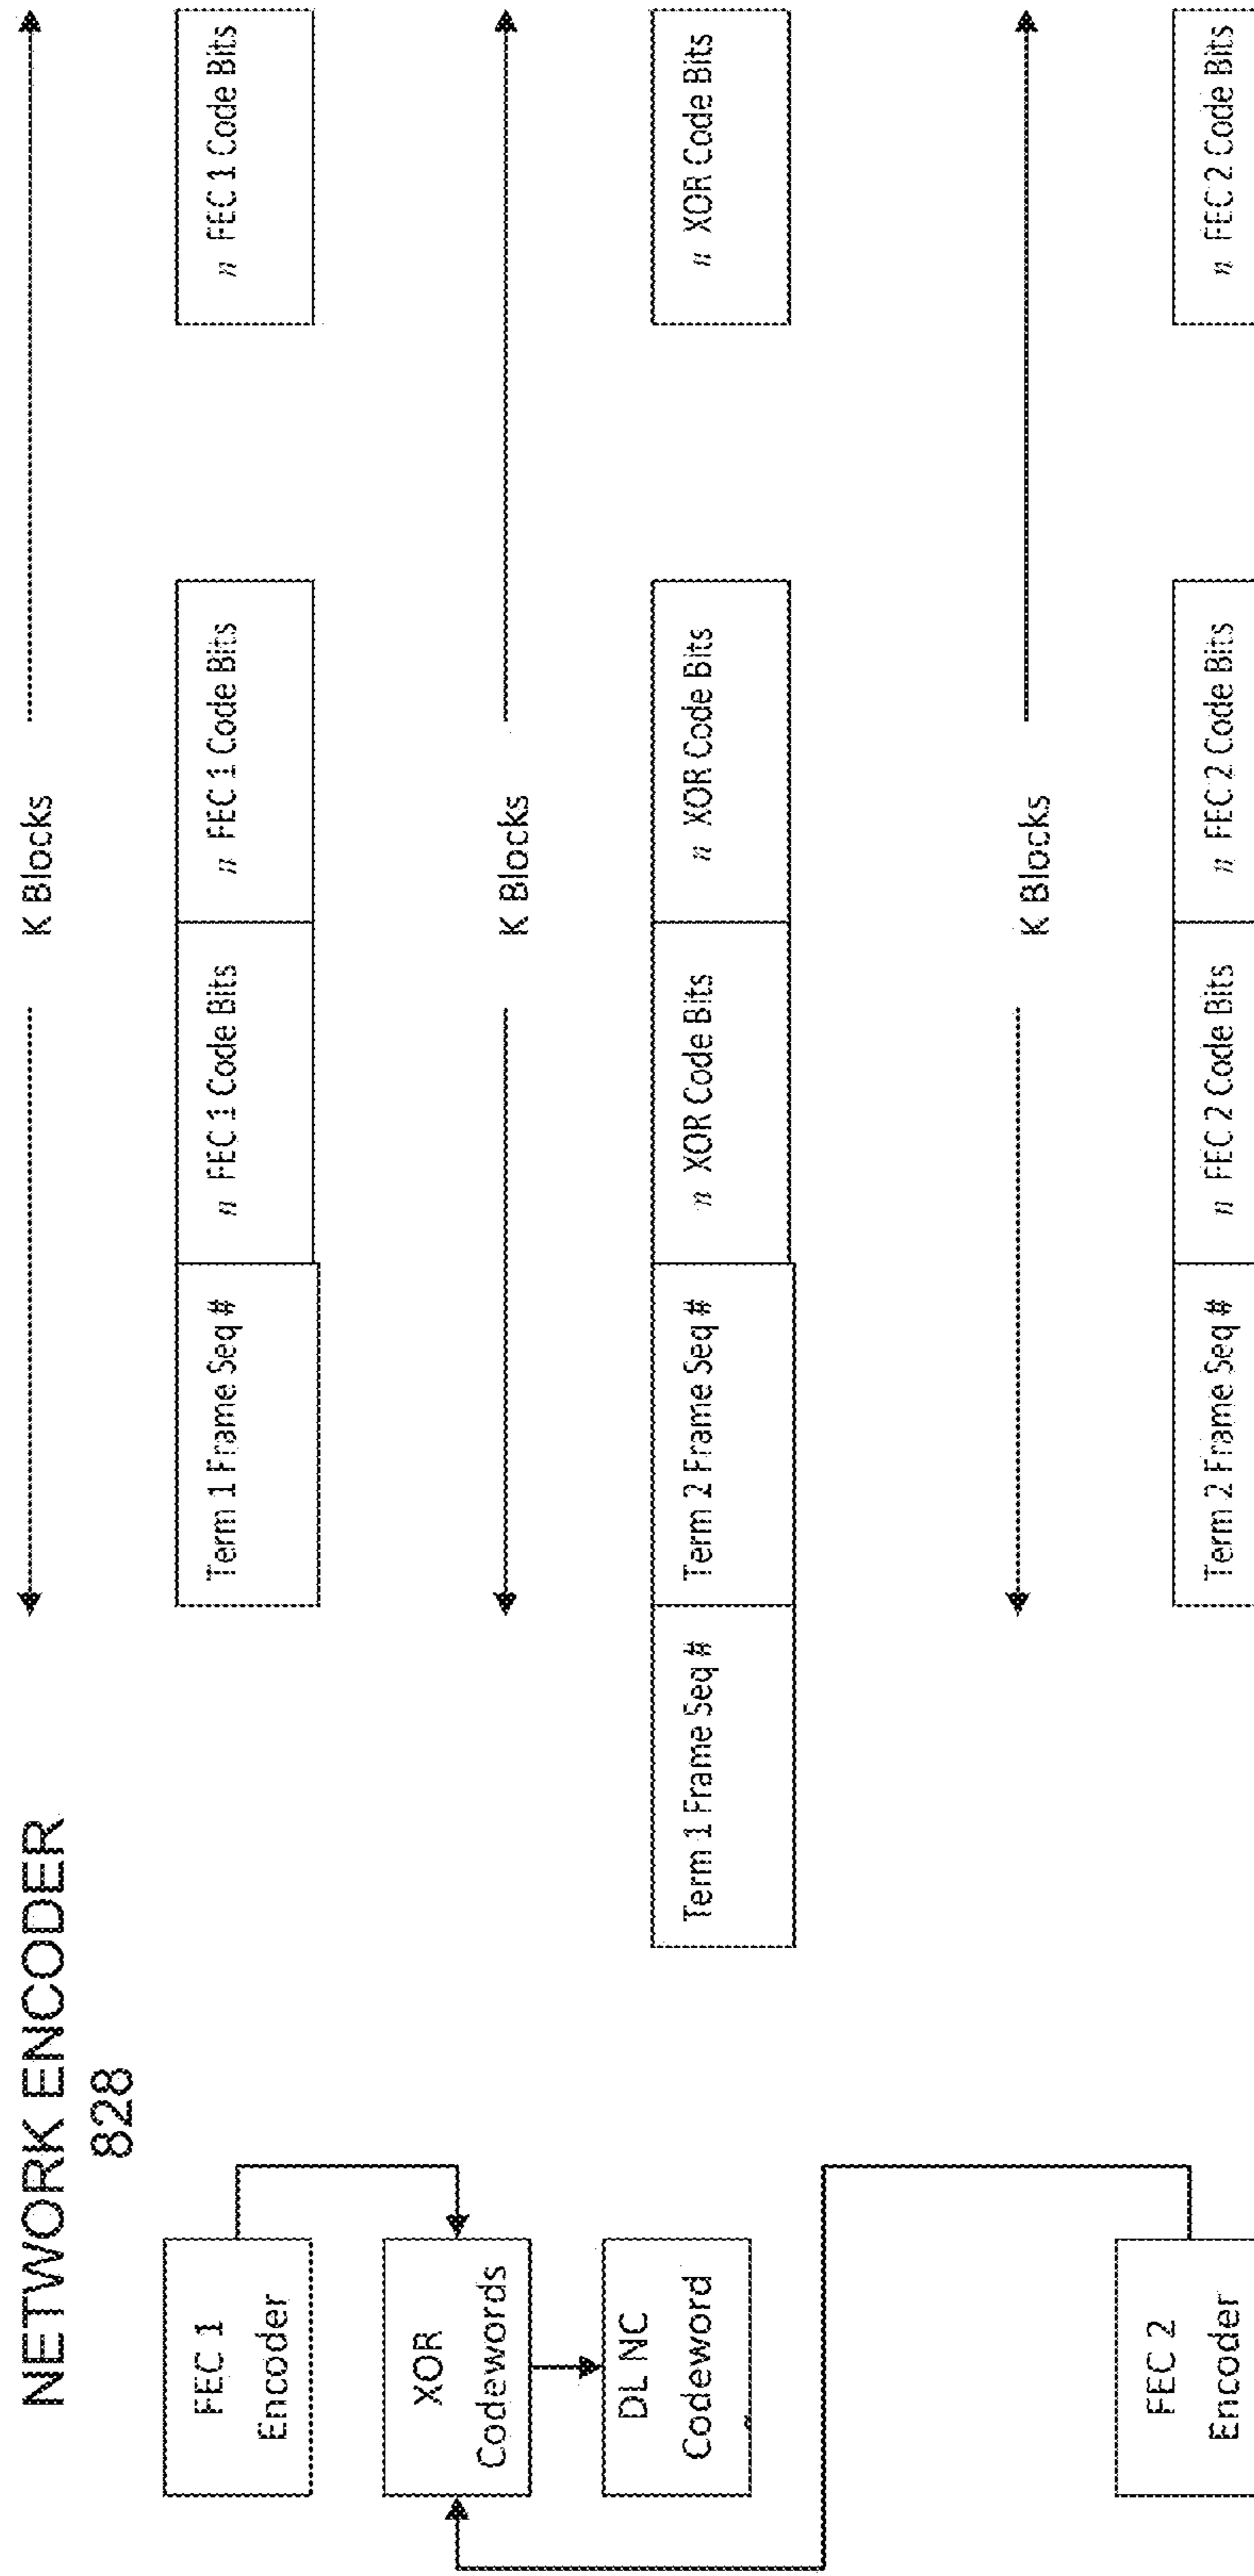 NETWORK ENCODER
828
FEC 1
Encoder
XOR
Codewords
DL NC
Codeword
FEC 2
Encoder
K Blocks
Term 1 Frame Seq #
n FEC 1 Code Bits
n FEC 1 Code Bits
n FEC 1 Code Bits
K Blocks
Term 1 Frame Seq #
Term 2 Frame Seq #
n XOR Code Bits
n XOR Code Bits
n XOR Code Bits
K Blocks
Term 2 Frame Seq #
n FEC 2 Code Bits
n FEC 2 Code Bits
n FEC 2 Code Bits